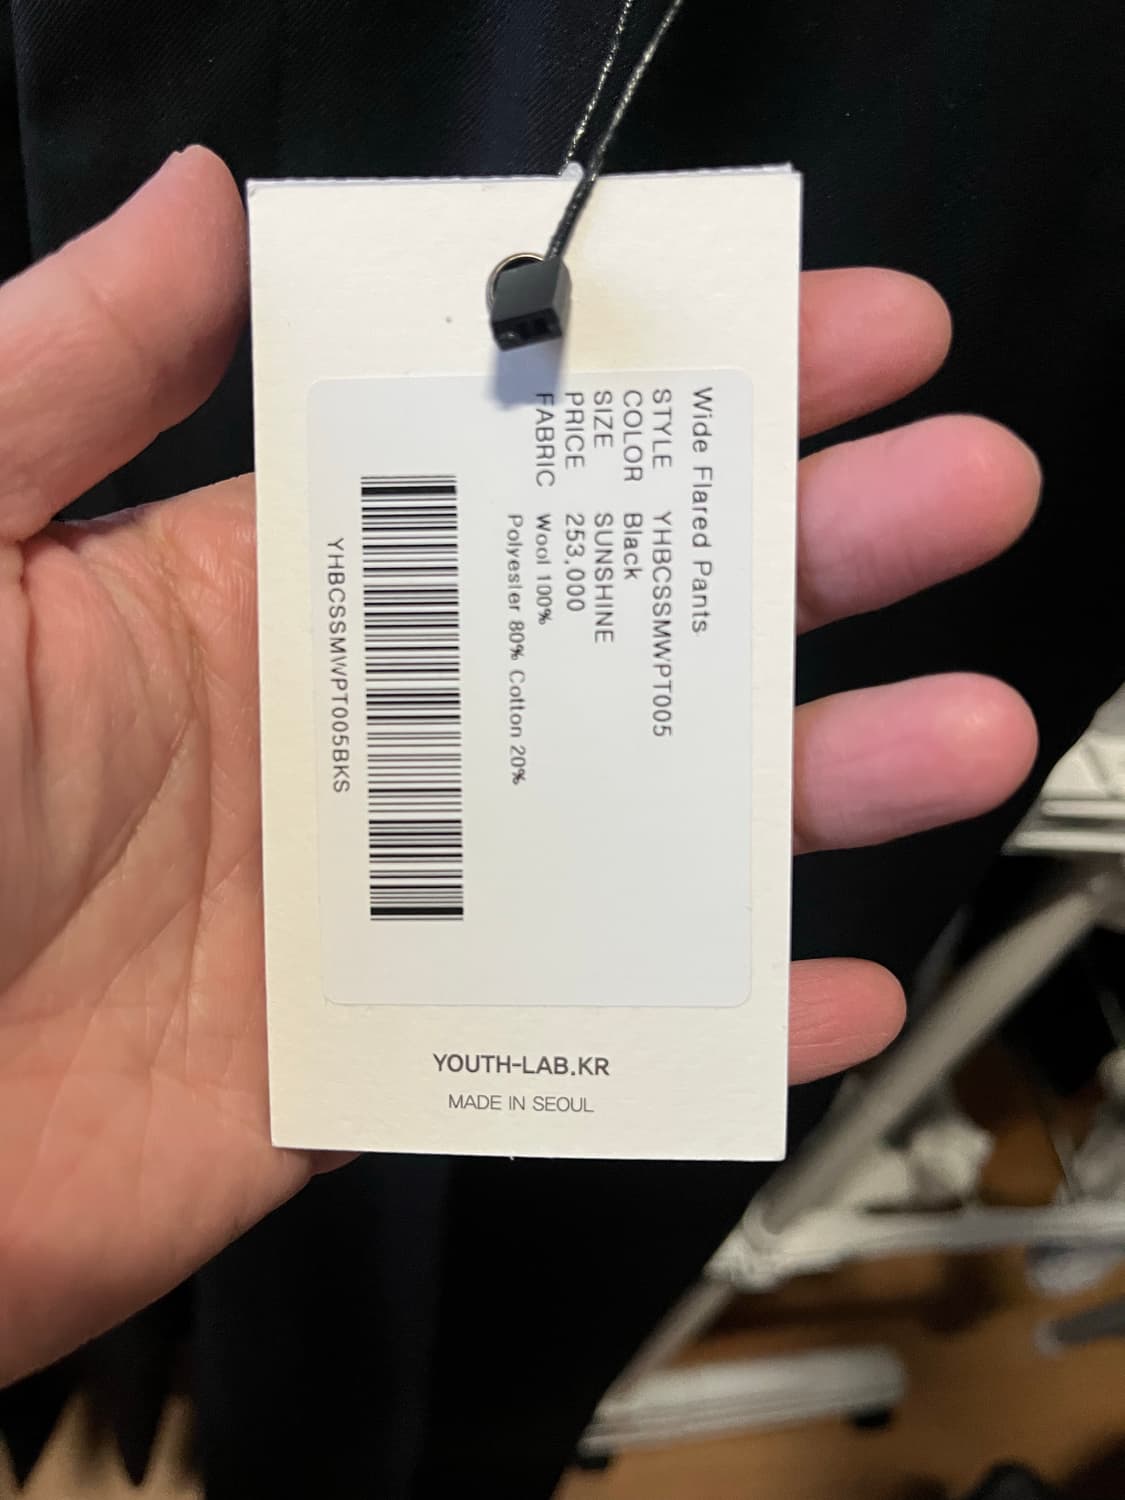 Wide Flared Pants
STYLE YHBCSSMWPT005
COLOR Black
SIZE SUNSHINE
PRICE 253,000
FABRIC Wool 100%
Polyester 80% Cotton 20%
YHBCSSMWPT005BKS
YOUTH-LAB.KR
MADE IN SEOUL